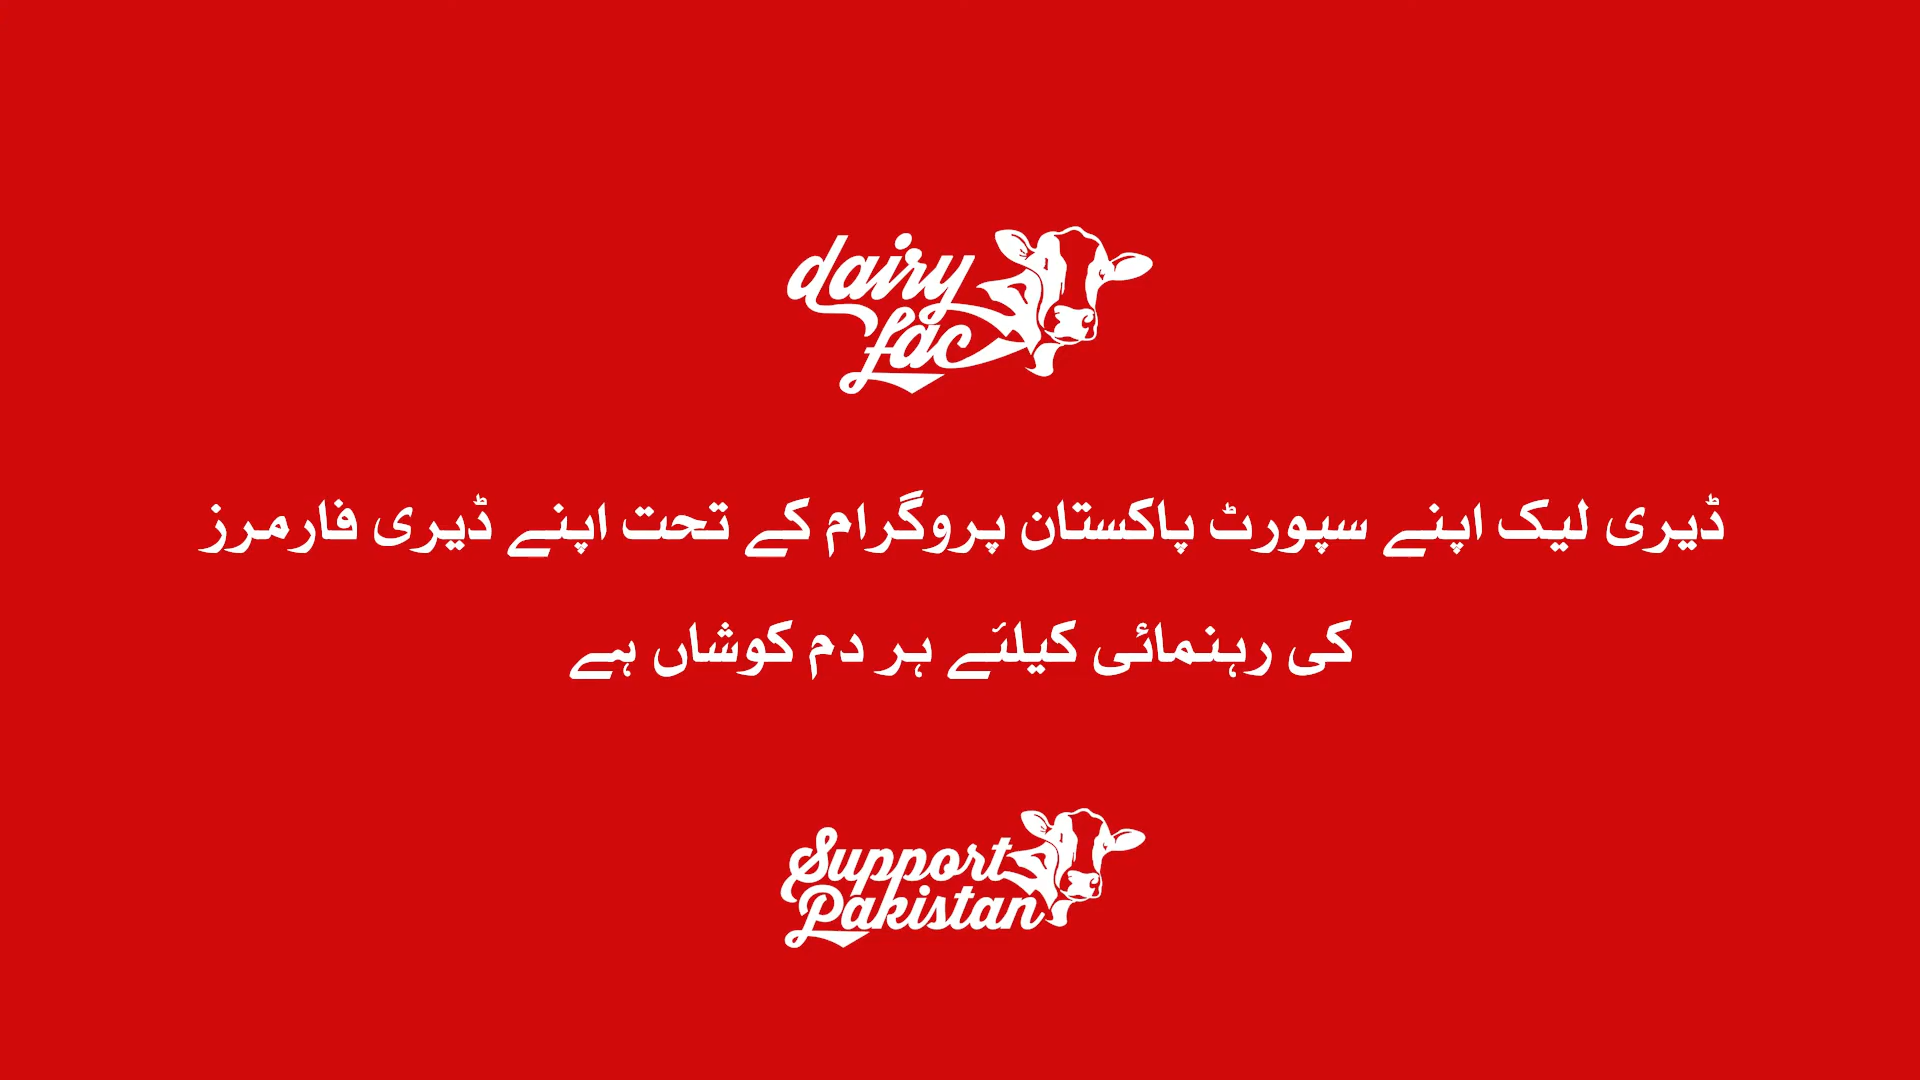 dairy
lac
ڈیری لیک اپنے سپورٹ پاکستان پروگرام کے تحت اپنے ڈیری فارمرز
کی رہنمائی کیلئے ہر دم کوشاں ہے
Support
Pakistan